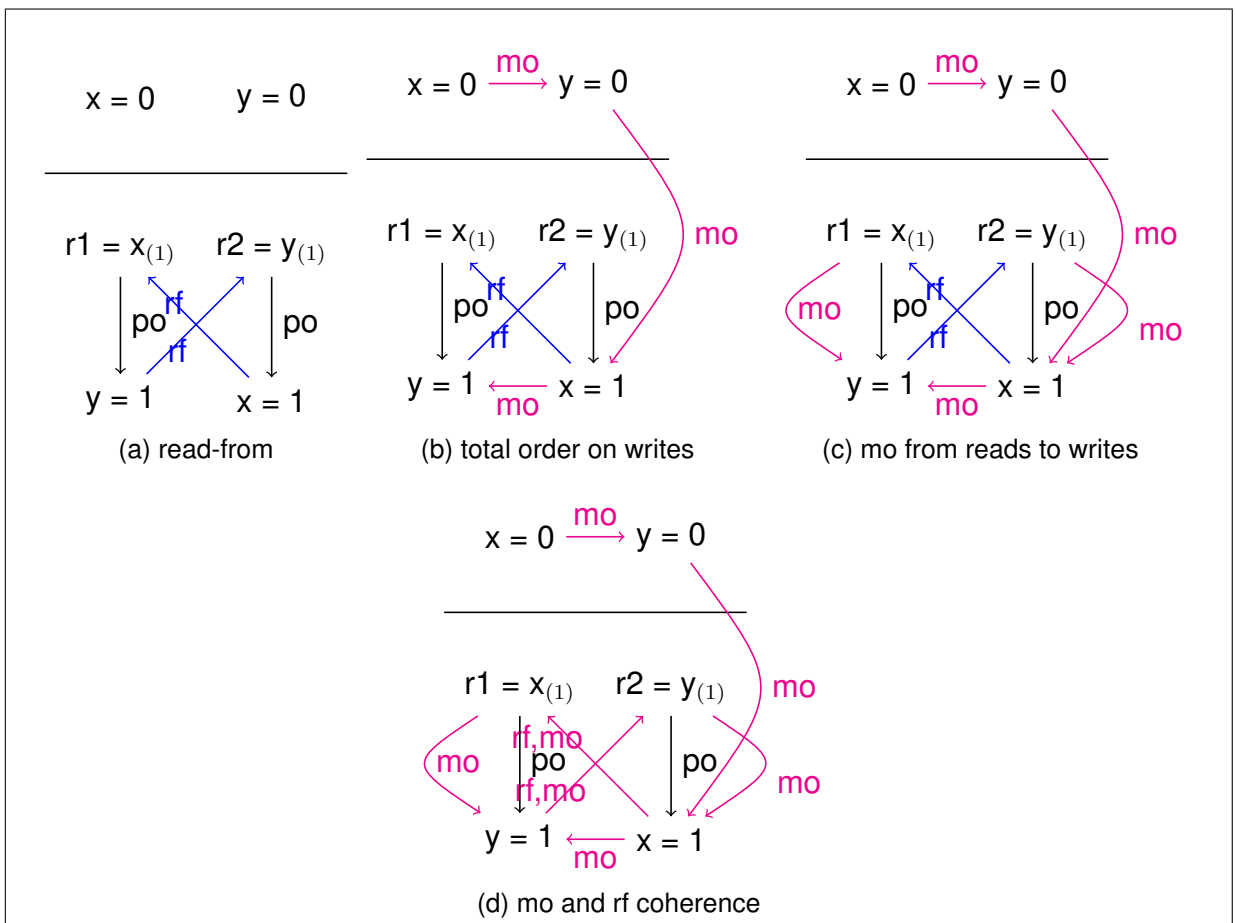 x = 0 y = 0
r1 = x(1) r2 = y(1)
rf
po po
rf
y = 1 x = 1
(a) read-from
mo
x = 0 y = 0
r1 = x(1) r2 = y(1) mo
rf
po po
rf
y = 1 x = 1
mo
(b) total order on writes
mo
x = 0 y = 0
r1 = x(1) r2 = y(1) mo
rf
mo po po mo
rf
y = 1 x = 1
mo
(c) mo from reads to writes
mo
x = 0 y = 0
r1 = x(1) r2 = y(1) mo
rf,mo
mo po po mo
rf,mo
y = 1 x = 1
mo
(d) mo and rf coherence